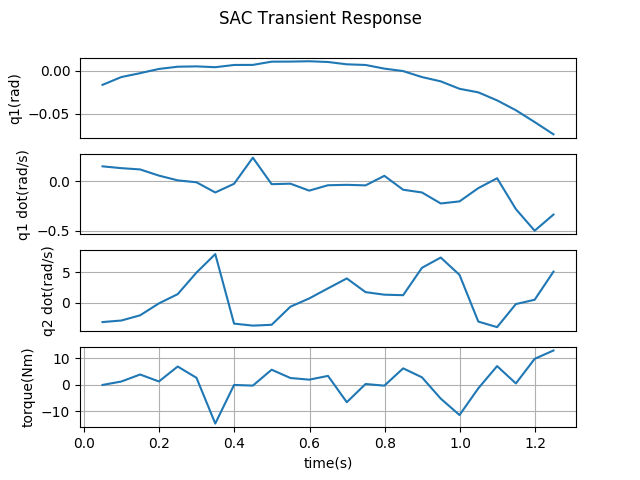 SAC Transient Response
q1(rad)
0.00
−0.05
q1 dot(rad/s)
0.0
−0.5
q2 dot(rad/s)
5
0
torque(Nm)
10
0
−10
0.0 0.2 0.4 0.6 0.8 1.0 1.2
time(s)